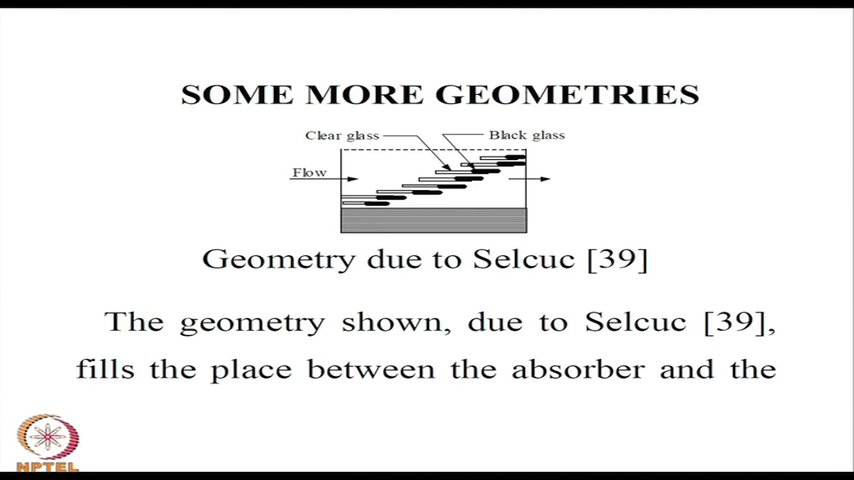 SOME MORE GEOMETRIES
Clear glass
Black glass
Flow
Geometry due to Selcuc [39]
The geometry shown, due to Selcuc [39],
fills the place between the absorber and the
NPTEL